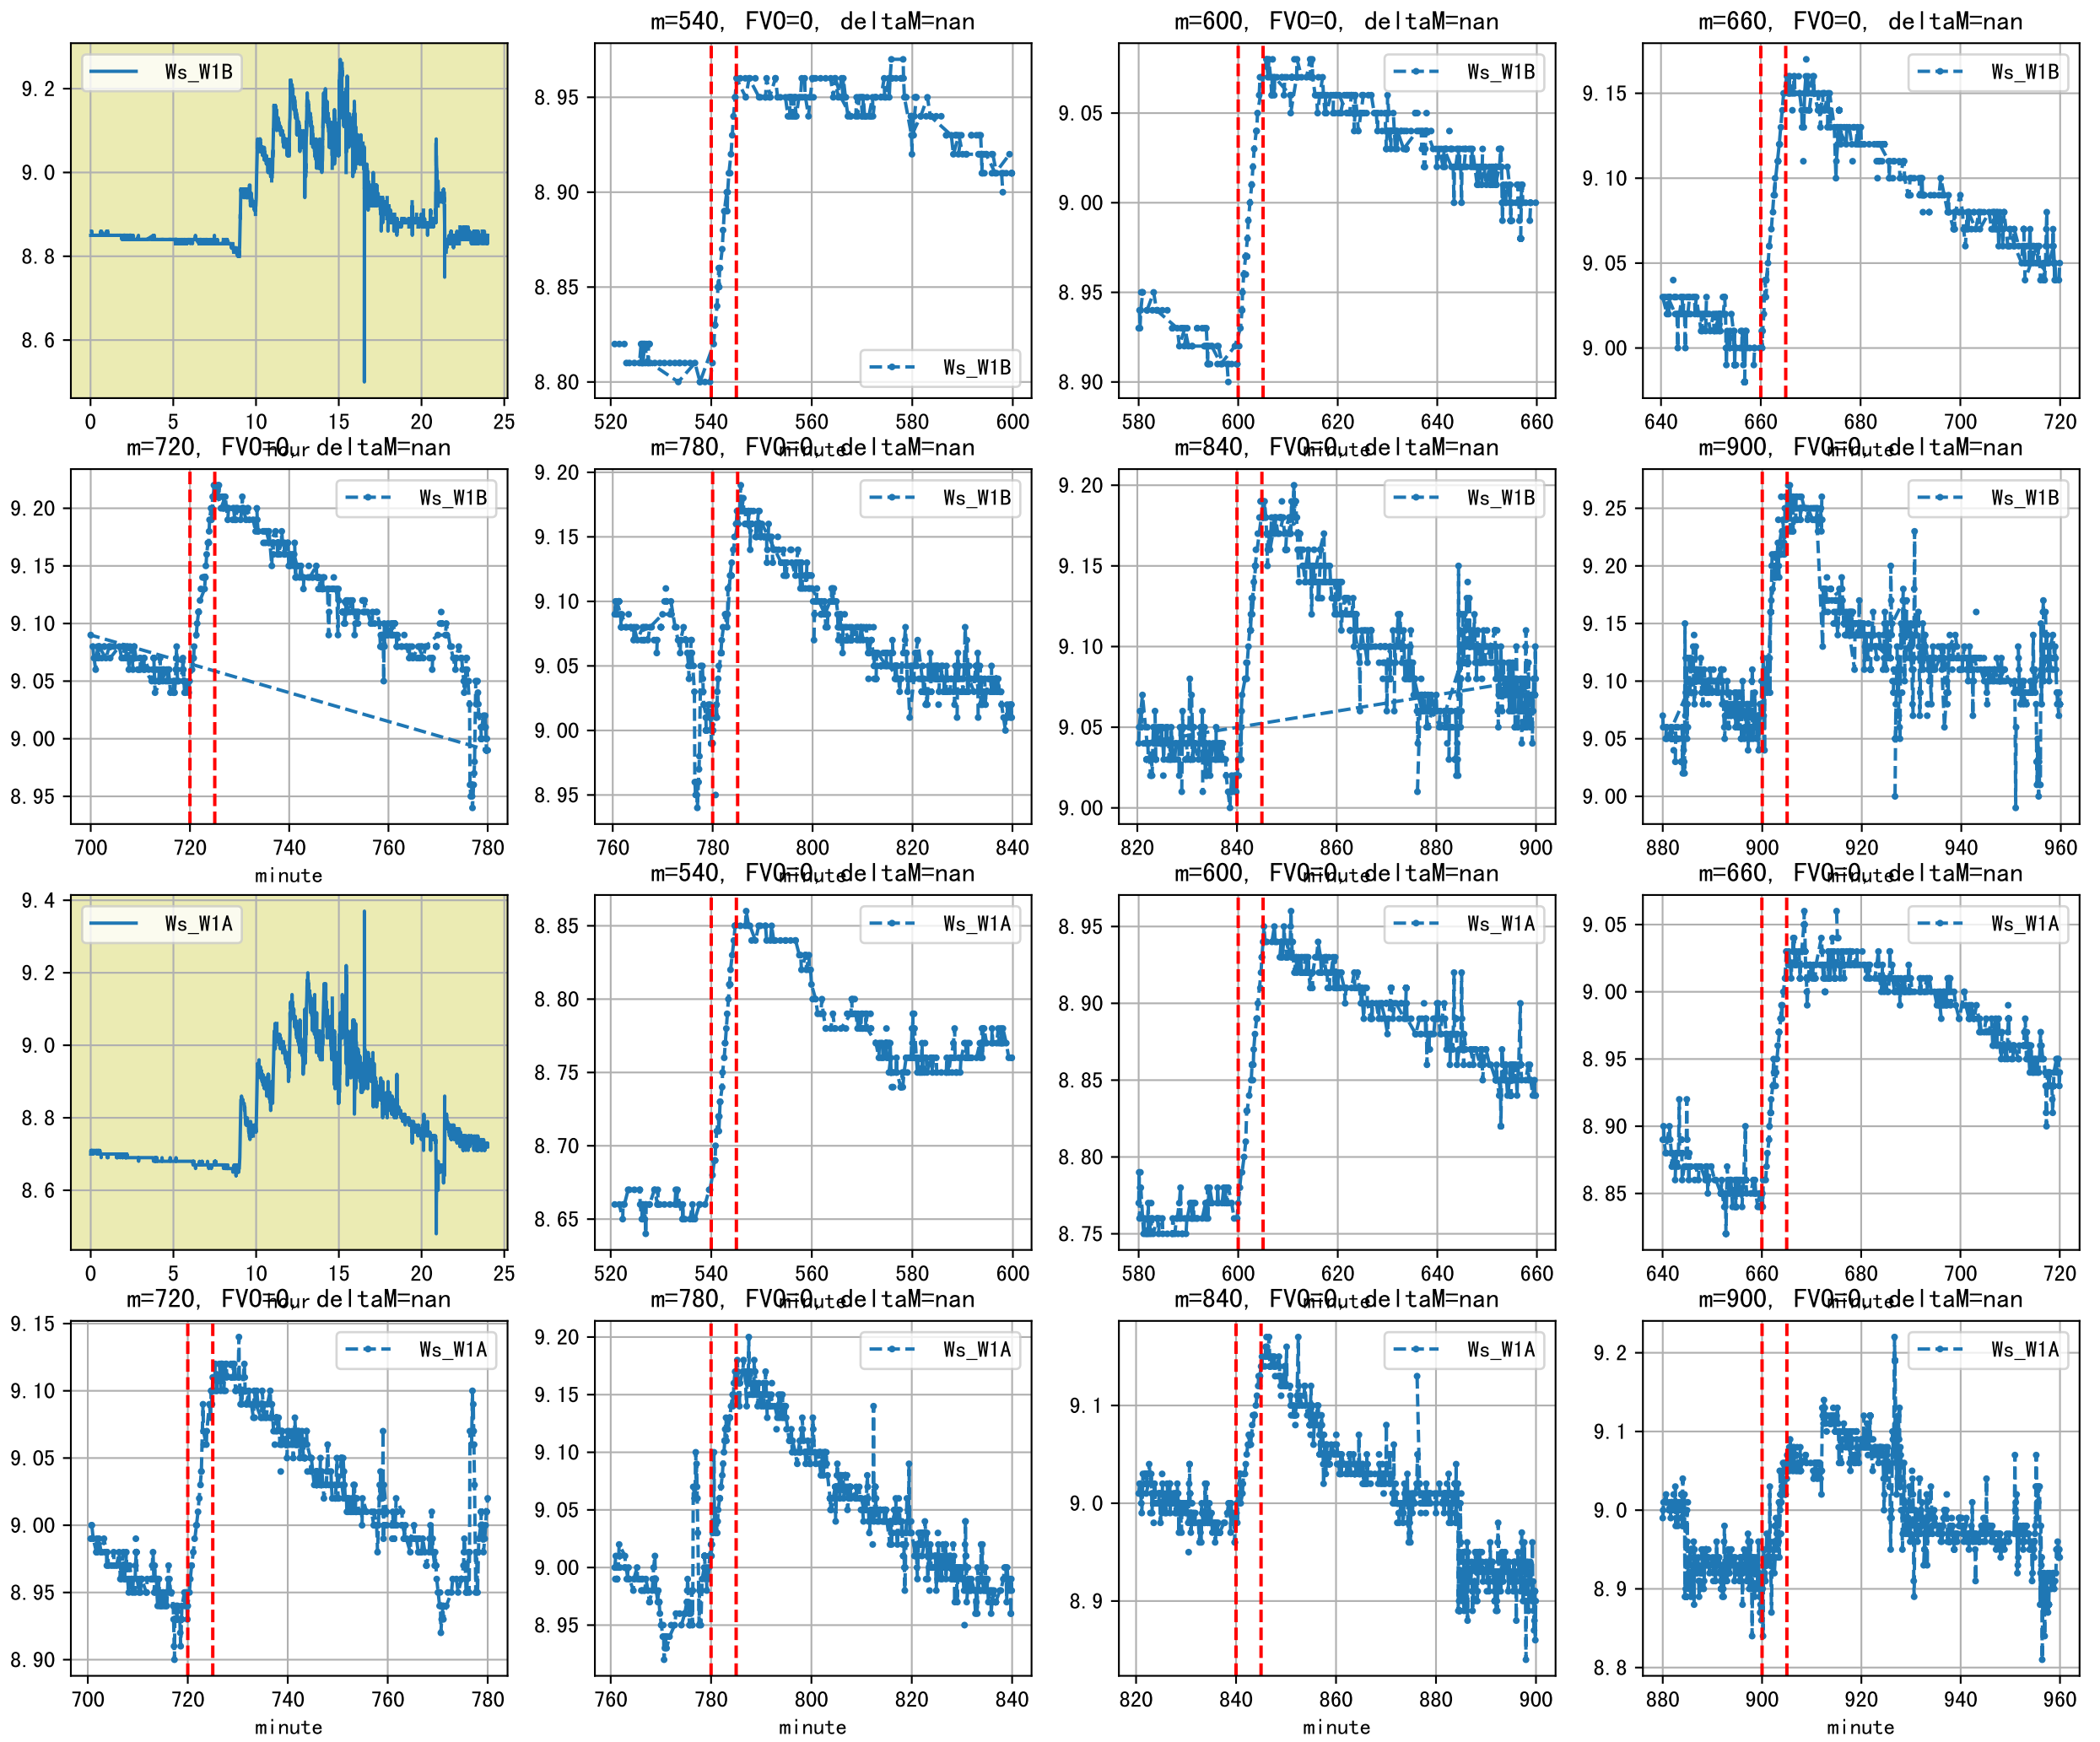 m=540, FVO=0, deltaM=nan
m=600, FVO=0, deltaM=nan
m=660, FVO=0, deltaM=nan
Ws_W1B
9.2
9.0
8.8
8.6
0 5 10 15 20 25
hour
Ws_W1B
8.95
8.90
8.85
8.80
520 540 560 580 600
minute
Ws_W1B
9.05
9.00
8.95
8.90
580 600 620 640 660
minute
Ws_W1B
9.15
9.10
9.05
9.00
640 660 680 700 720
minute
m=720, FVO=0, deltaM=nan
m=780, FVO=0, deltaM=nan
m=840, FVO=0, deltaM=nan
m=900, FVO=0, deltaM=nan
Ws_W1B
9.20
9.15
9.10
9.05
9.00
8.95
700 720 740 760 780
minute
Ws_W1B
9.20
9.15
9.10
9.05
9.00
8.95
760 780 800 820 840
minute
Ws_W1B
9.20
9.15
9.10
9.05
9.00
820 840 860 880 900
minute
Ws_W1B
9.25
9.20
9.15
9.10
9.05
9.00
880 900 920 940 960
minute
m=540, FVO=0, deltaM=nan
m=600, FVO=0, deltaM=nan
m=660, FVO=0, deltaM=nan
Ws_W1A
9.4
9.2
9.0
8.8
8.6
0 5 10 15 20 25
hour
Ws_W1A
8.85
8.80
8.75
8.70
8.65
520 540 560 580 600
minute
Ws_W1A
8.95
8.90
8.85
8.80
8.75
580 600 620 640 660
minute
Ws_W1A
9.05
9.00
8.95
8.90
8.85
640 660 680 700 720
minute
m=720, FVO=0, deltaM=nan
m=780, FVO=0, deltaM=nan
m=840, FVO=0, deltaM=nan
m=900, FVO=0, deltaM=nan
Ws_W1A
9.15
9.10
9.05
9.00
8.95
8.90
700 720 740 760 780
minute
Ws_W1A
9.20
9.15
9.10
9.05
9.00
8.95
760 780 800 820 840
minute
Ws_W1A
9.1
9.0
8.9
820 840 860 880 900
minute
Ws_W1A
9.2
9.1
9.0
8.9
8.8
880 900 920 940 960
minute